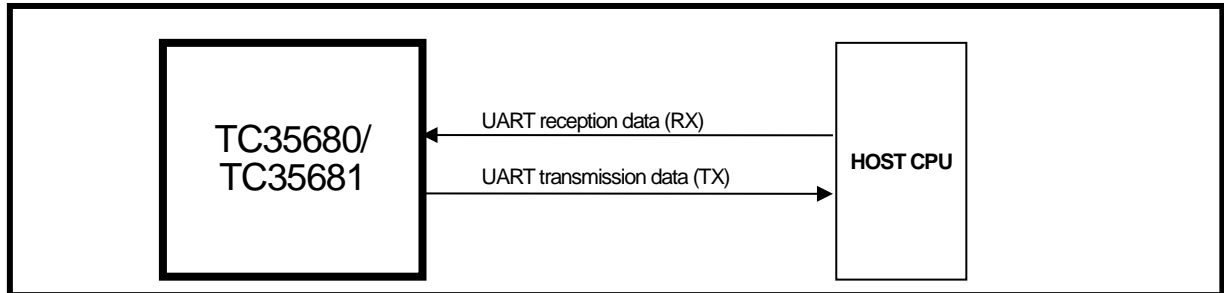 TC35680/
TC35681
UART reception data (RX)
UART transmission data (TX)
HOST CPU